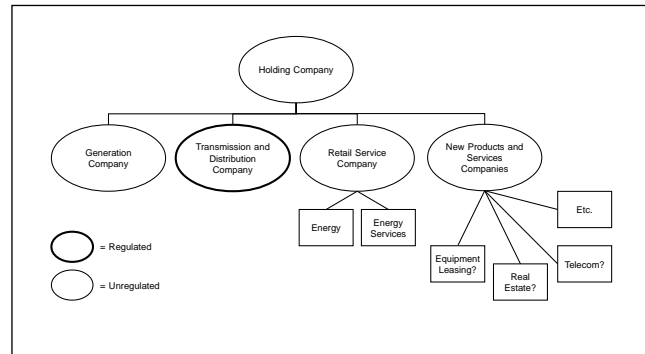 Holding Company
Generation
Company
Transmission and
Distribution
Company
Retail Service
Company
New Products and
Services
Companies
Energy
Energy
Services
Etc.
Equipment
Leasing?
Real
Estate?
Telecom?
= Regulated
= Unregulated